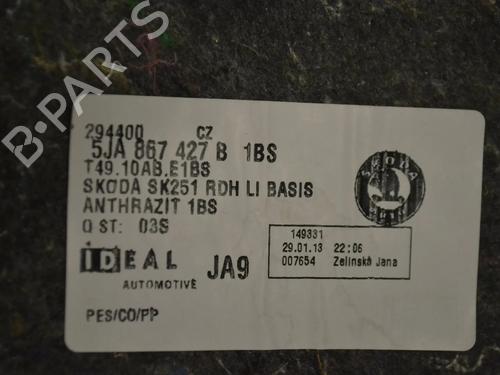 294400 CZ
5JA 867 427 B 1BS
T49.10AB.E1BS
SKODA SK251 RDH LI BASIS
ANTHRAZIT 1BS
Q ST: 03S
SKODA
IDEAL
AUTOMOTIVE
JA9
149331
29.01.13 22:06
007654 Zelinská Jana
PES/CO/PP
B-PARTS